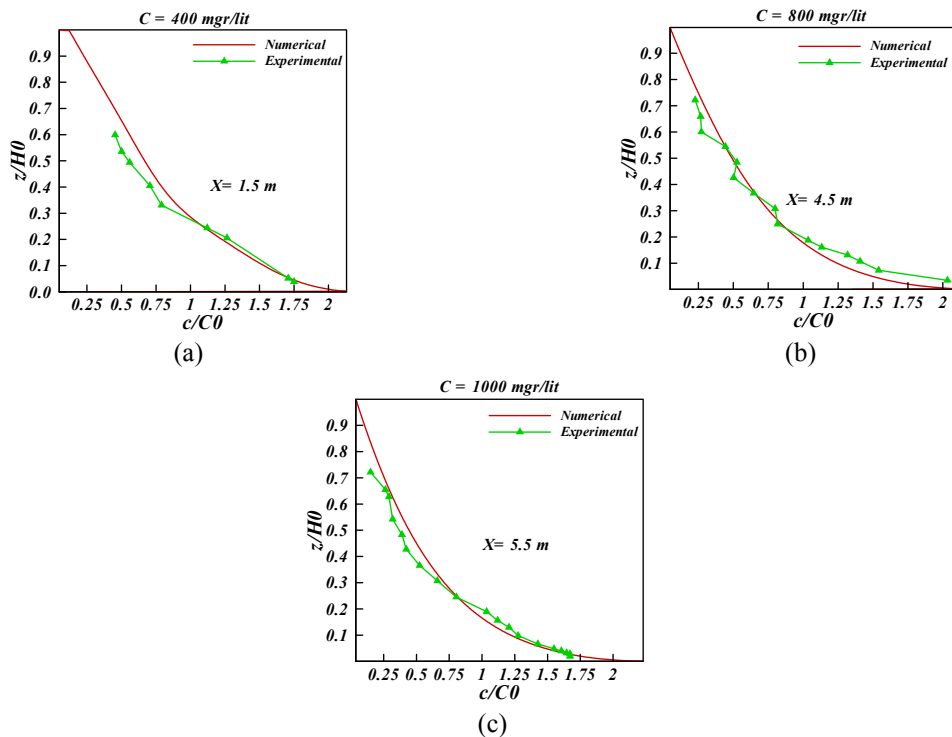 C = 400 mgr/lit
Numerical
Experimental
0.9
0.8
0.7
0.6
0.5
0.4
0.3
0.2
0.1
0.0
z/H0
X= 1.5 m
0.25 0.5 0.75 1 1.25 1.5 1.75 2
c/C0
(a)
C = 800 mgr/lit
Numerical
Experimental
0.9
0.8
0.7
0.6
0.5
0.4
0.3
0.2
0.1
z/H0
X= 4.5 m
0.25 0.5 0.75 1 1.25 1.5 1.75 2
c/C0
(b)
C = 1000 mgr/lit
Numerical
Experimental
0.9
0.8
0.7
0.6
0.5
0.4
0.3
0.2
0.1
z/H0
X= 5.5 m
0.25 0.5 0.75 1 1.25 1.5 1.75 2
c/C0
(c)